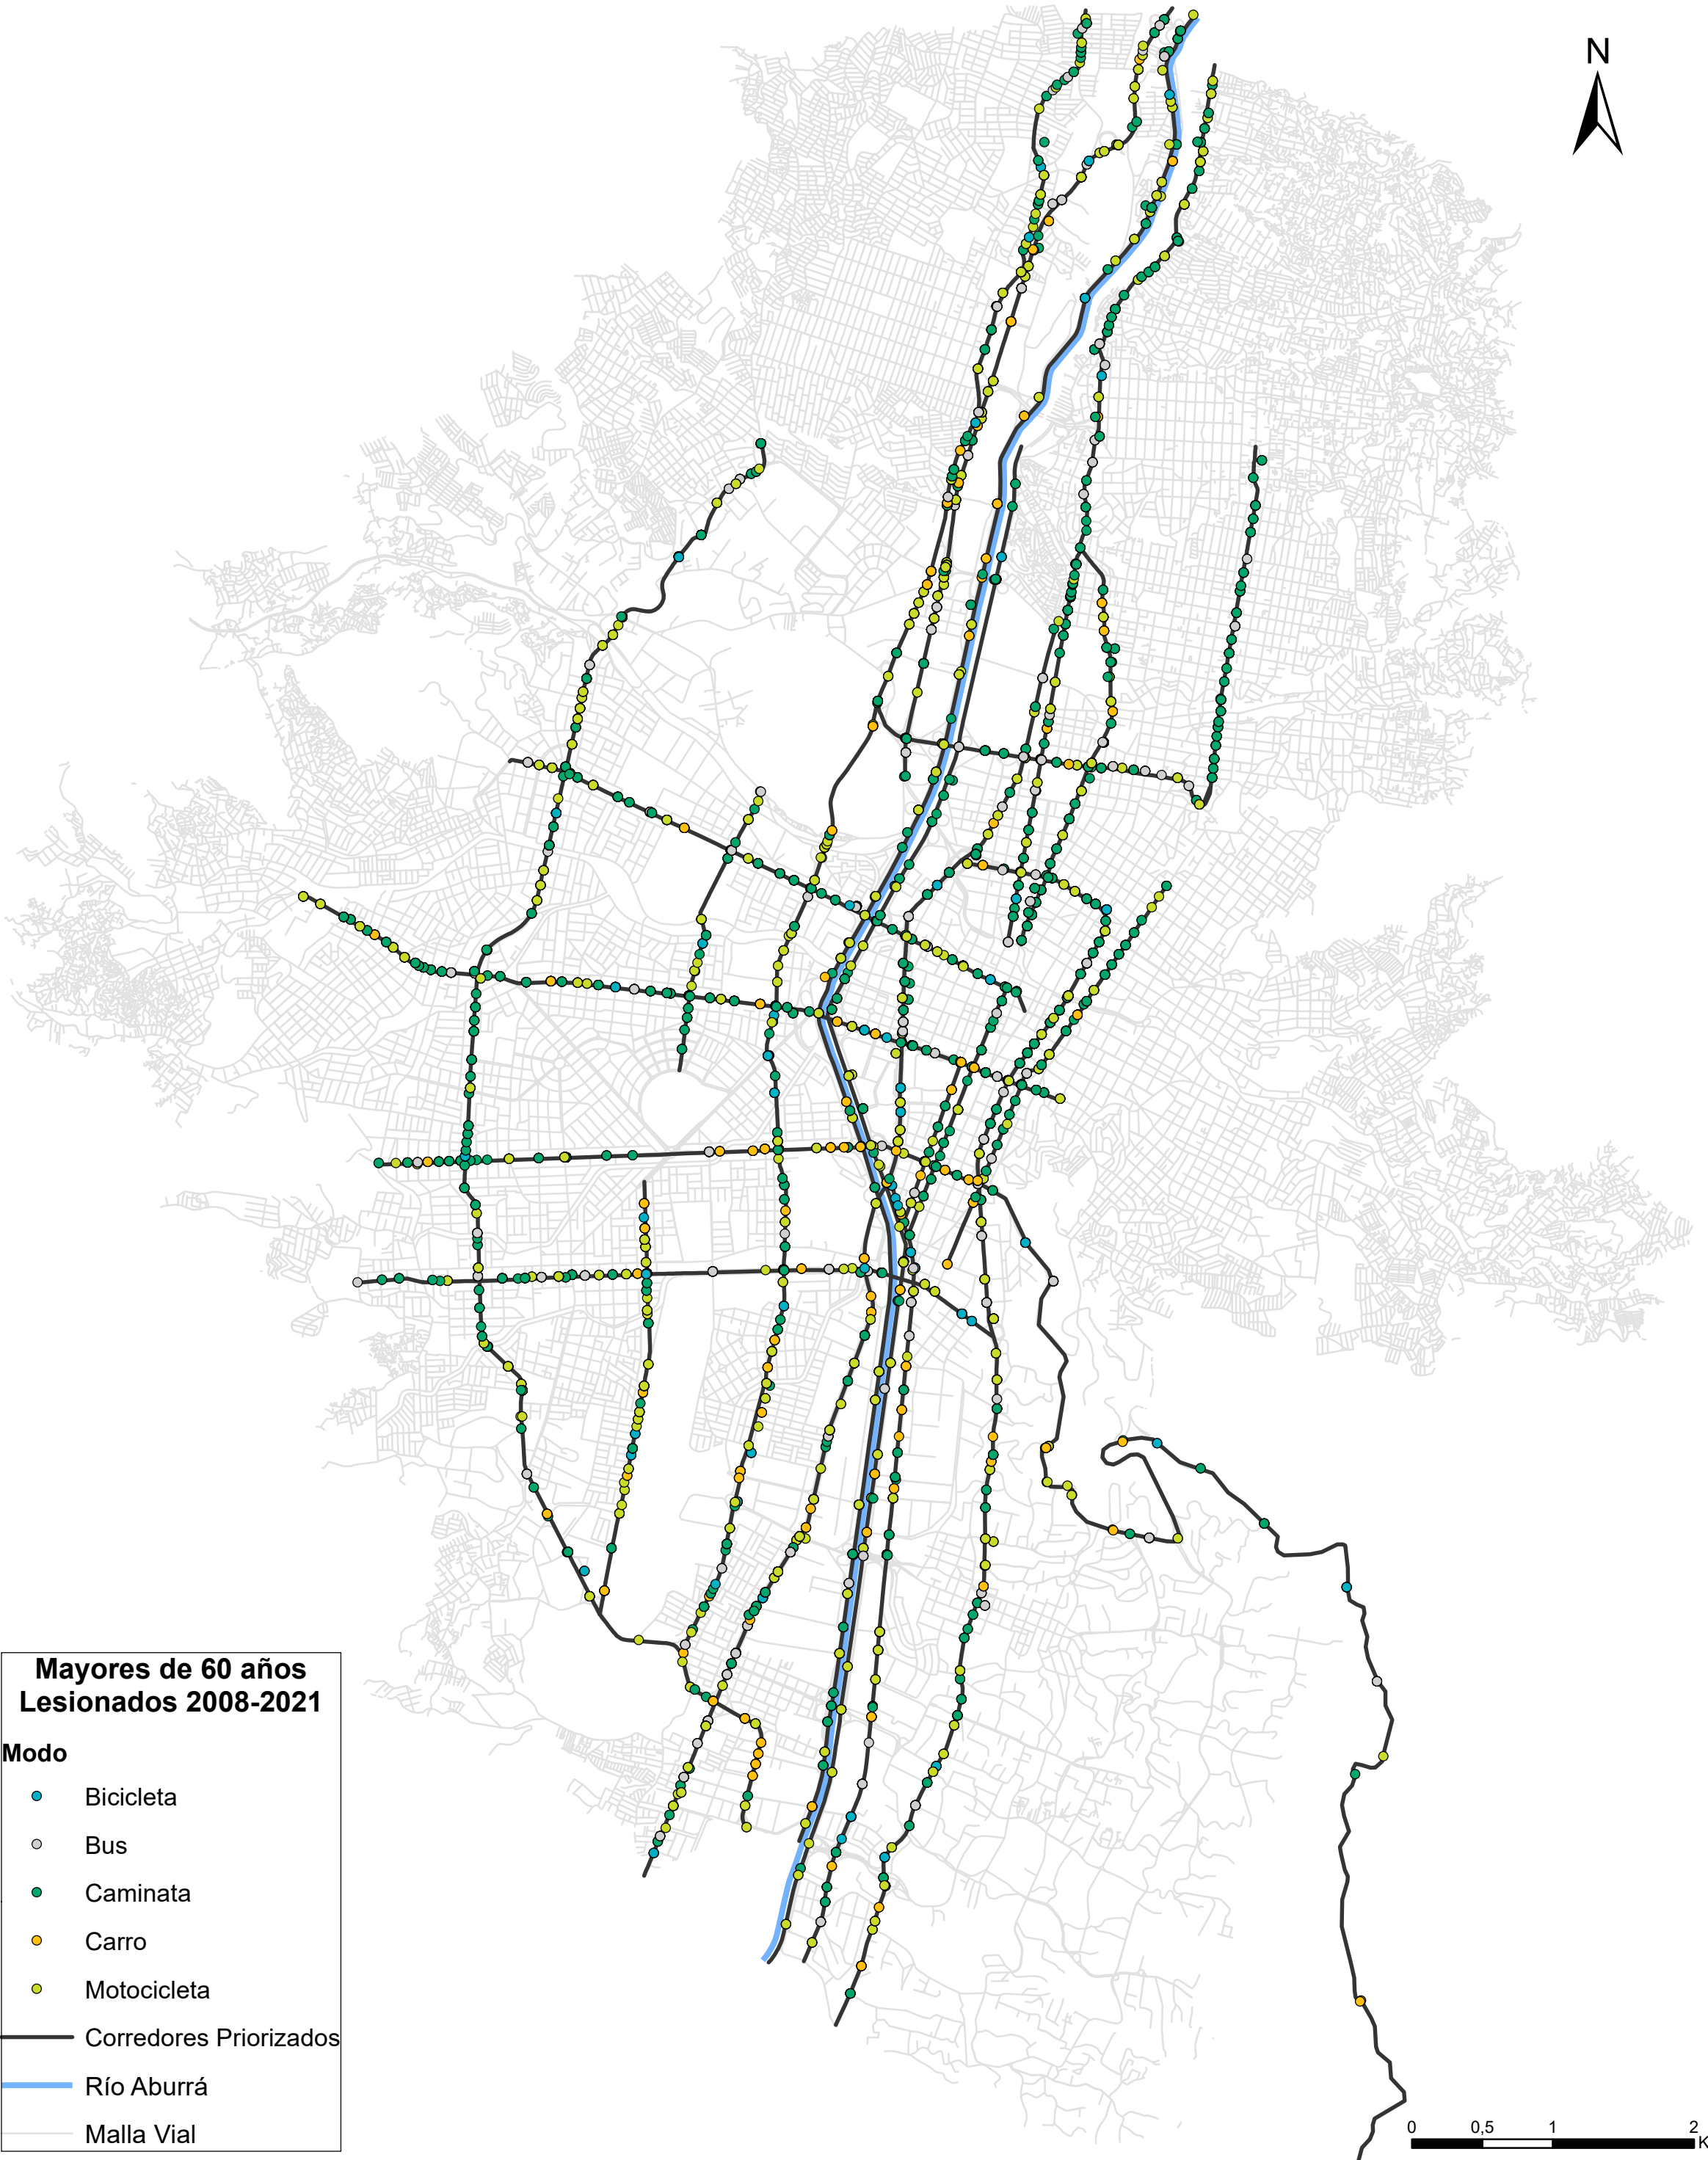 N
Mayores de 60 años
Lesionados 2008-2021
Modo
Bicicleta
Bus
Caminata
Carro
Motocicleta
Corredores Priorizados
Río Aburrá
Malla Vial
0 0,5 1 2
K